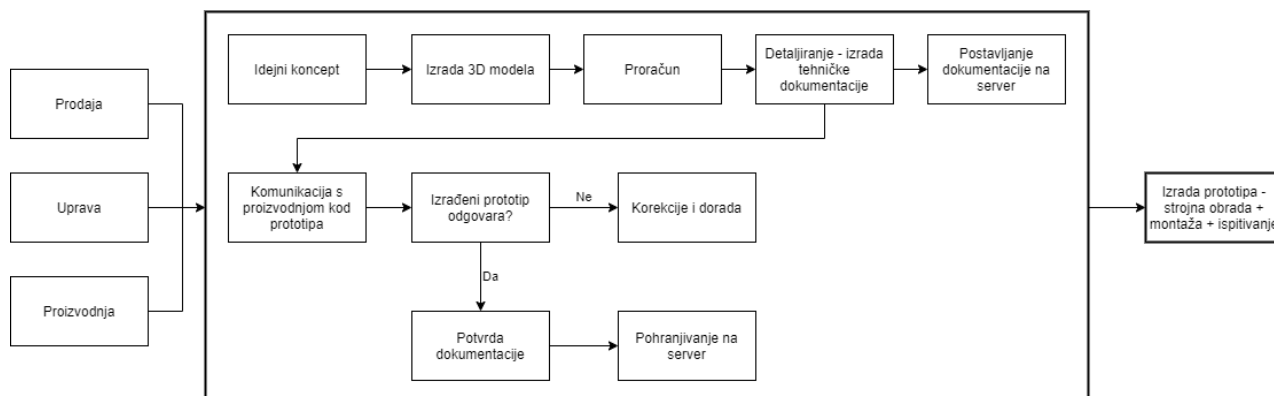 Prodaja
Uprava
Proizvodnja
Idejni koncept
Izrada 3D modela
Proračun
Detaljiranje - izrada
tehničke
dokumentacije
Postavljanje
dokumentacije na
server
Komunikacija s
proizvodnjom kod
prototipa
Izrađeni prototip
odgovara?
Ne
Korekcije i dorada
Da
Potvrda
dokumentacije
Pohranjivanje na
server
Izrada prototipa -
strojna obrada +
montaža + ispitivanje